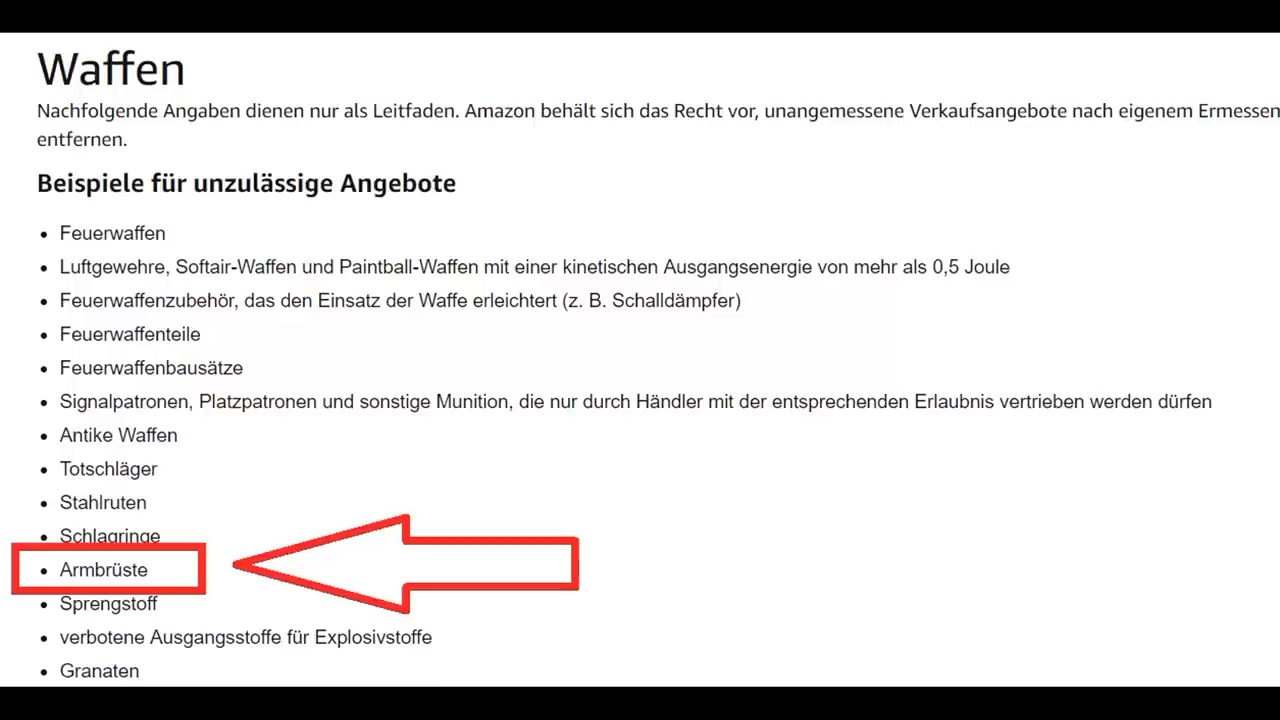 Waffen
Nachfolgende Angaben dienen nur als Leitfaden. Amazon behält sich das Recht vor, unangemessene Verkaufsangebote nach eigenem Ermessen
entfernen.
Beispiele für unzulässige Angebote
• Feuerwaffen
• Luftgewehre, Softair-Waffen und Paintball-Waffen mit einer kinetischen Ausgangsenergie von mehr als 0,5 Joule
• Feuerwaffenzubehör, das den Einsatz der Waffe erleichtert (z. B. Schalldämpfer)
• Feuerwaffenteile
• Feuerwaffenbausätze
• Signalpatronen, Platzpatronen und sonstige Munition, die nur durch Händler mit der entsprechenden Erlaubnis vertrieben werden dürfen
• Antike Waffen
• Totschläger
• Stahlruten
• Schlagringe
• Armbrüste
• Sprengstoff
• verbotene Ausgangsstoffe für Explosivstoffe
• Granaten